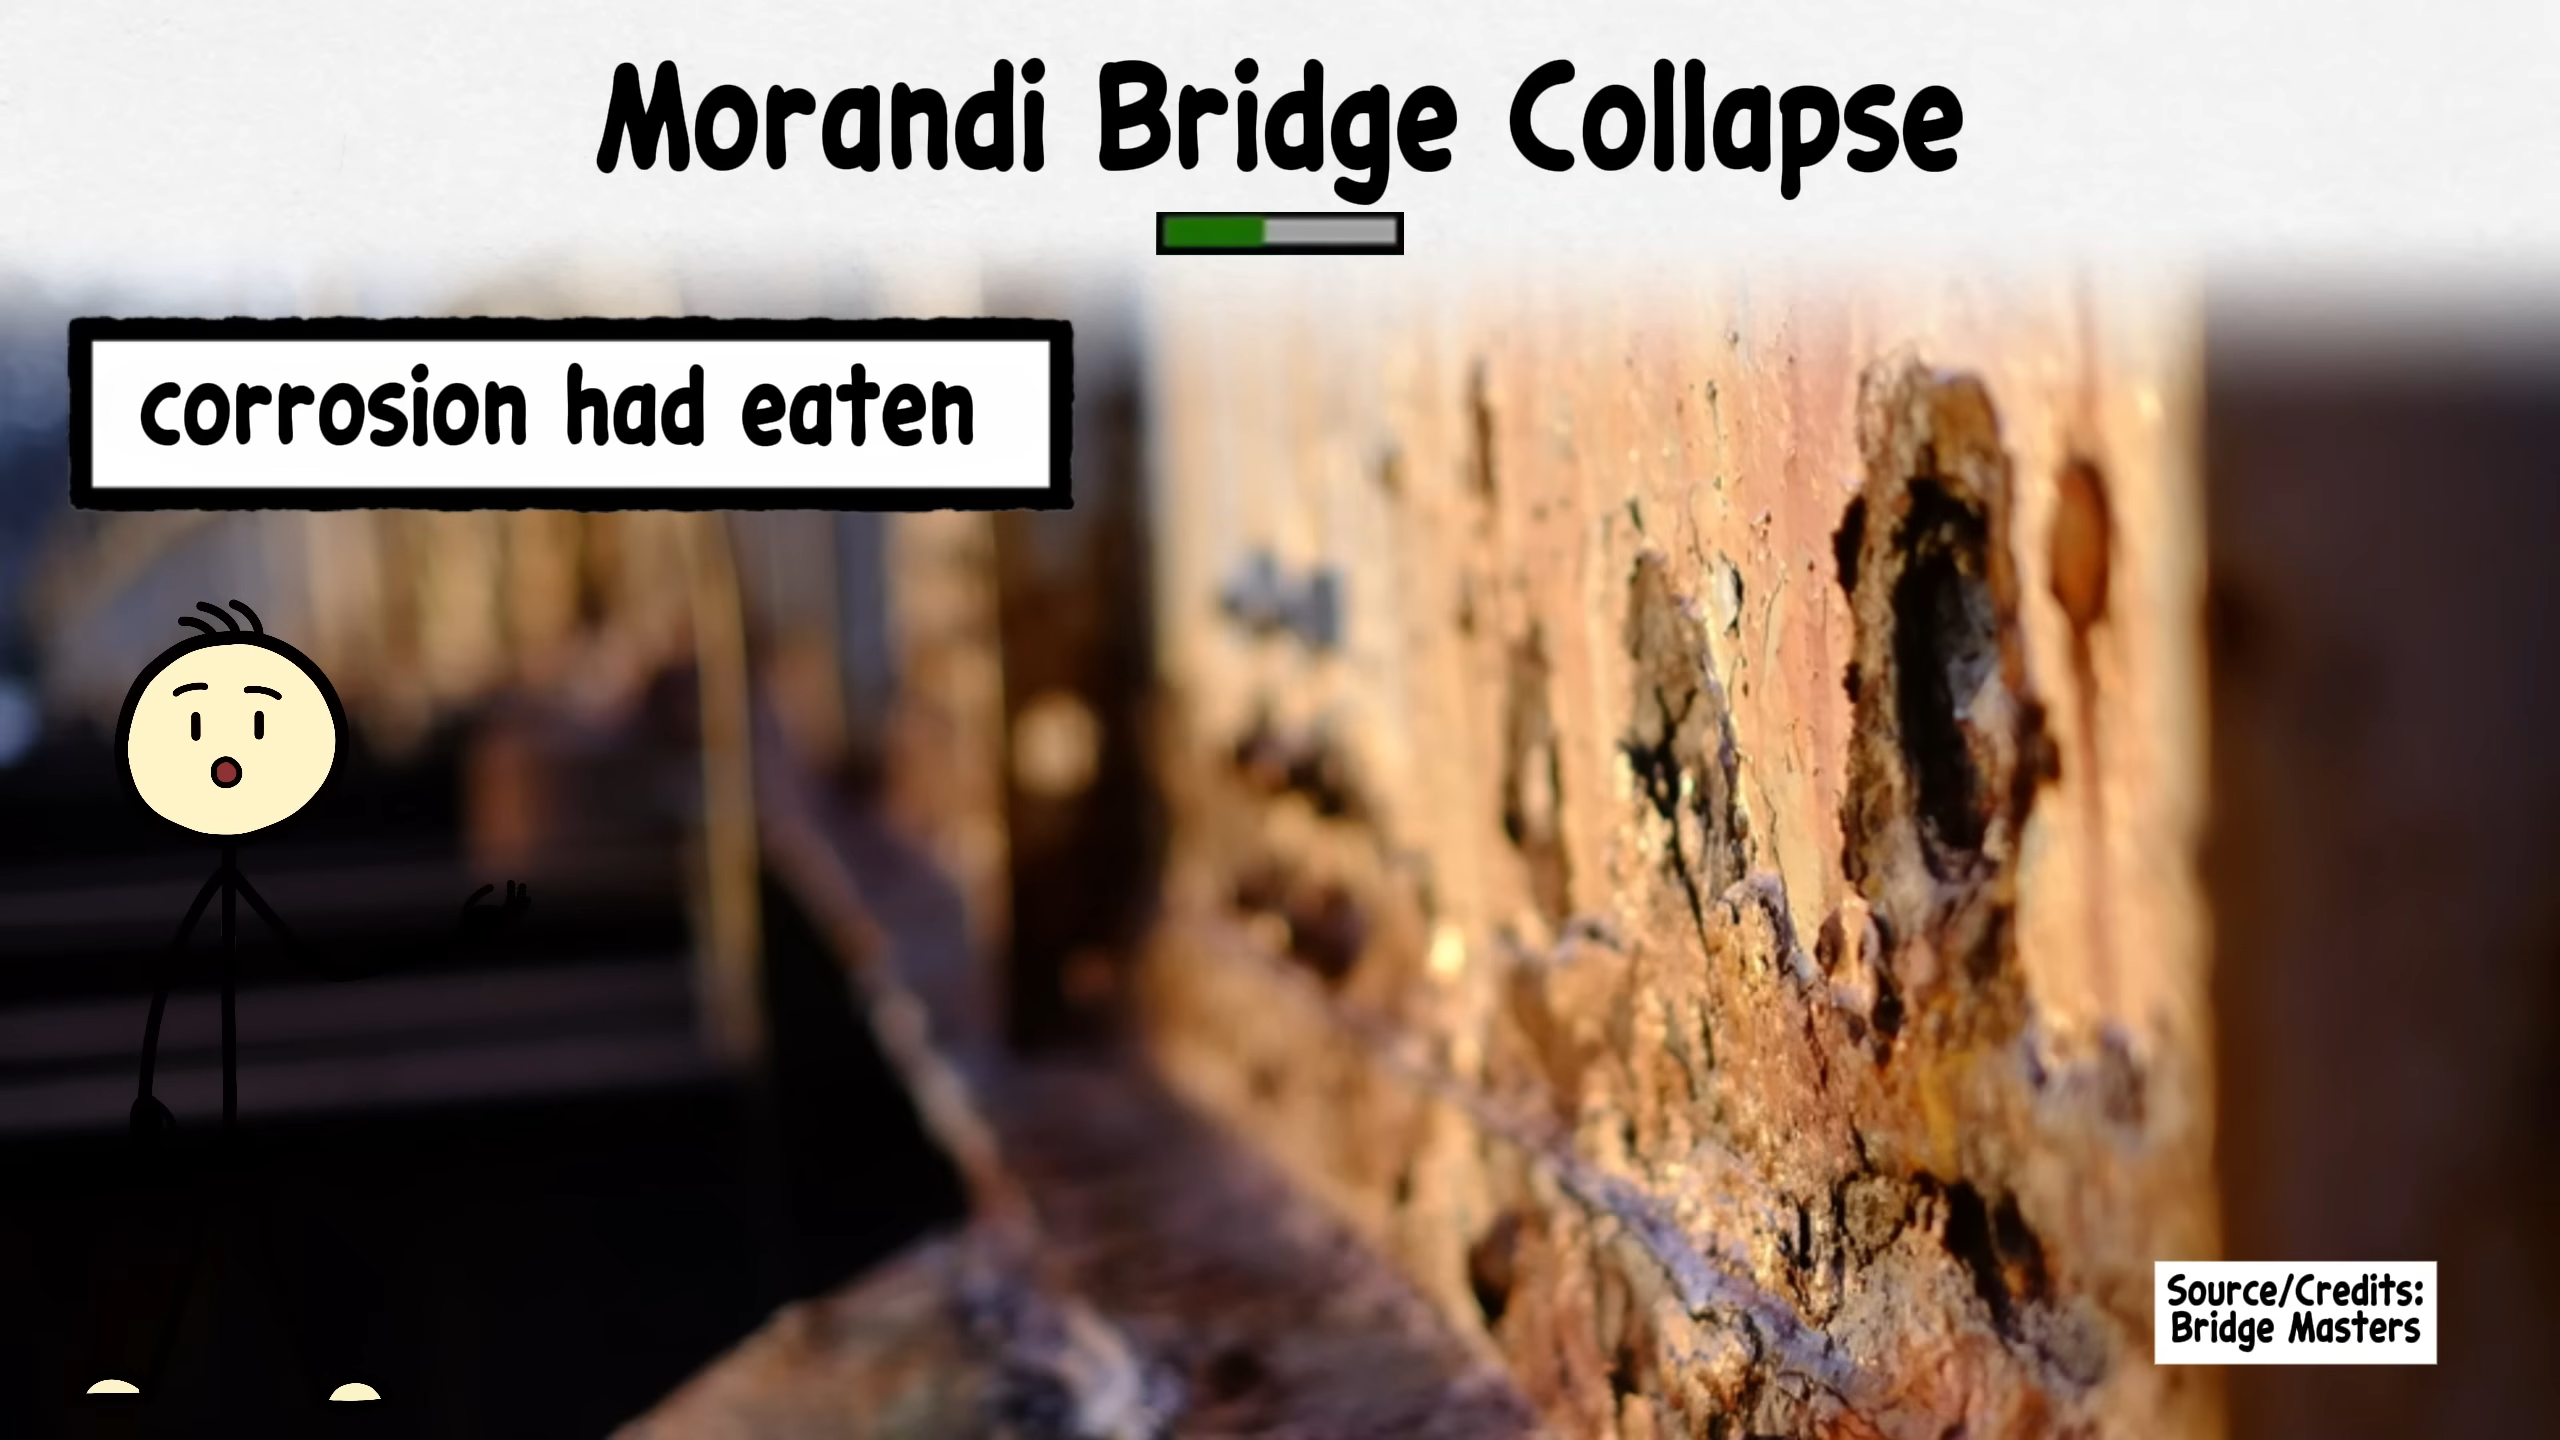 Morandi Bridge Collapse
corrosion had eaten
Source/Credits:
Bridge Masters